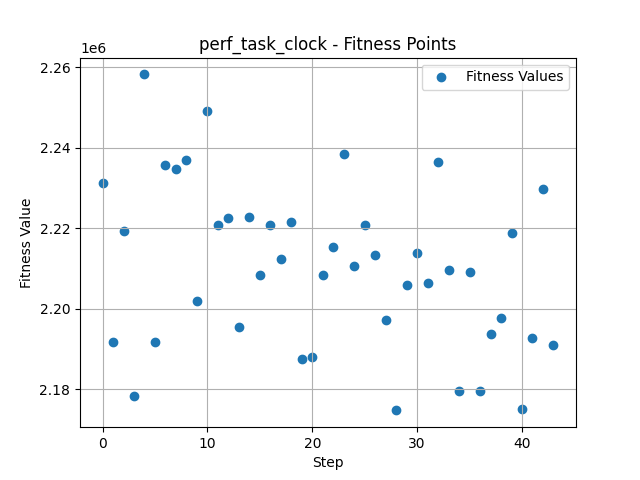 perf_task_clock - Fitness Points
1e6
Fitness Values
2.26
2.24
2.22
2.20
2.18
Fitness Value
0 10 20 30 40
Step